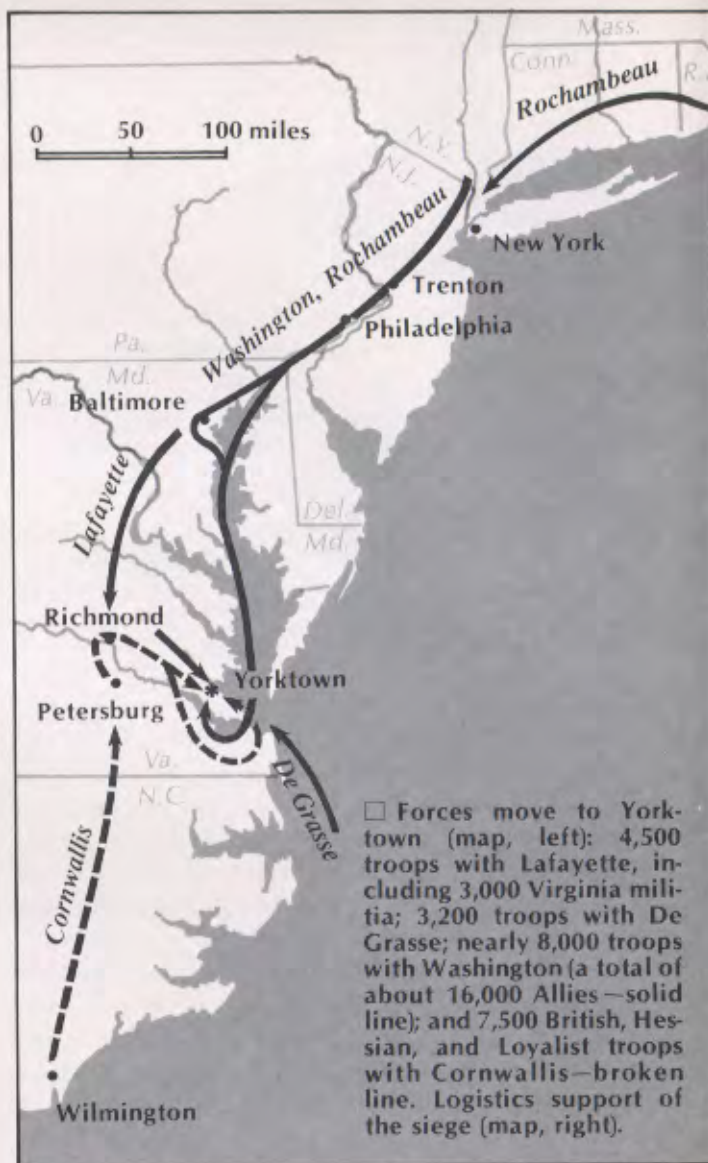 Mass.
Conn.
R.
Rochambeau
0 50 100 miles
N.Y.
N.J.
New York
Washington, Rochambeau
Trenton
Philadelphia
Pa.
Md.
Va.
Baltimore
Lafayette
Del.
Md.
Richmond
Yorktown
Petersburg
Va.
N.C.
De Grasse
Cornwallis
Wilmington
□ Forces move to York-
town (map, left): 4,500
troops with Lafayette, in-
cluding 3,000 Virginia mili-
tia; 3,200 troops with De
Grasse; nearly 8,000 troops
with Washington (a total of
about 16,000 Allies—solid
line); and 7,500 British, Hes-
sian, and Loyalist troops
with Cornwallis—broken
line. Logistics support of
the siege (map, right).